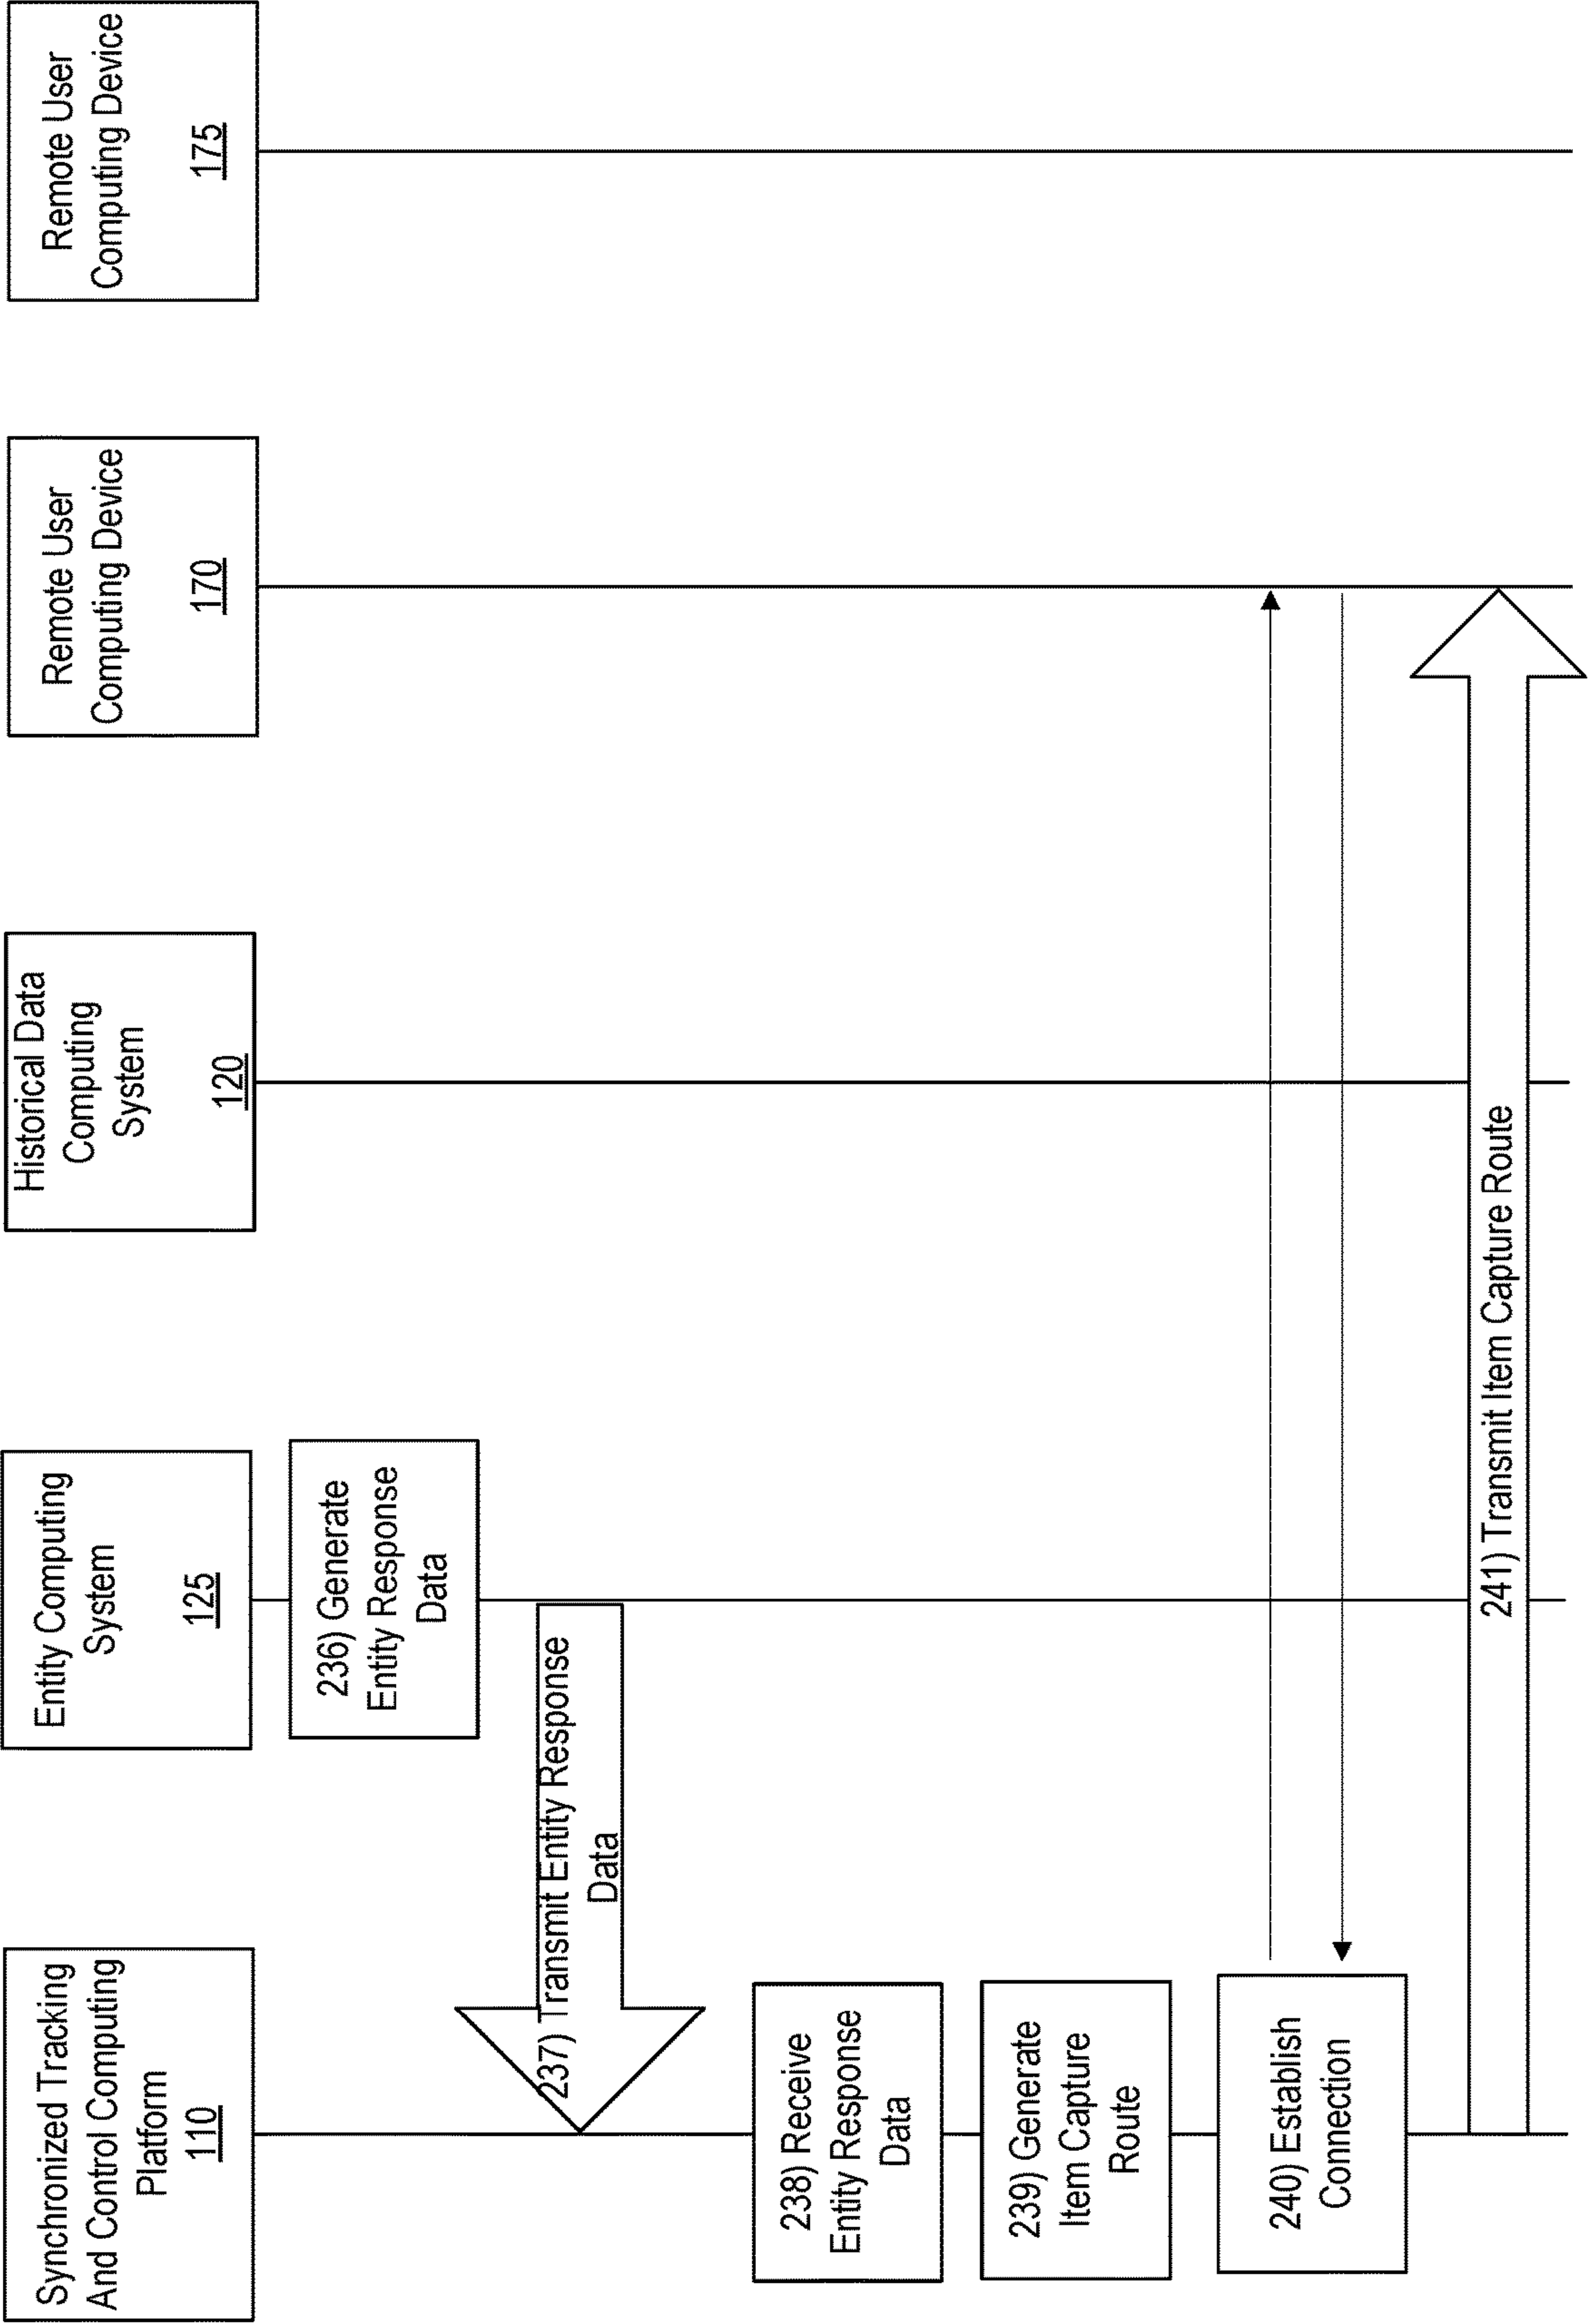 Synchronized Tracking
And Control Computing
Platform
110
Entity Computing
System
125
Historical Data
Computing
System
120
Remote User
Computing Device
170
Remote User
Computing Device
175
236) Generate
Entity Response
Data
237) Transmit Entity Response
Data
238) Receive
Entity Response
Data
239) Generate
Item Capture
Route
240) Establish
Connection
241) Transmit Item Capture Route